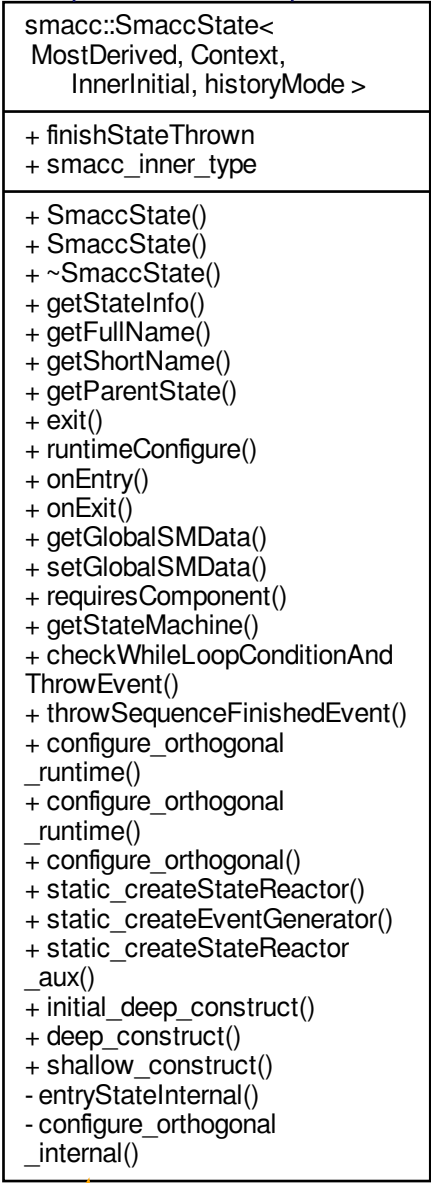 smacc::SmaccState<
MostDerived, Context,
InnerInitial, historyMode >
+ finishStateThrown
+ smacc_inner_type
+ SmaccState()
+ SmaccState()
+ ~SmaccState()
+ getStateInfo()
+ getFullName()
+ getShortName()
+ getParentState()
+ exit()
+ runtimeConfigure()
+ onEntry()
+ onExit()
+ getGlobalSMData()
+ setGlobalSMData()
+ requiresComponent()
+ getStateMachine()
+ checkWhileLoopConditionAnd
ThrowEvent()
+ throwSequenceFinishedEvent()
+ configure_orthogonal
_runtime()
+ configure_orthogonal
_runtime()
+ configure_orthogonal()
+ static_createStateReactor()
+ static_createEventGenerator()
+ static_createStateReactor
_aux()
+ initial_deep_construct()
+ deep_construct()
+ shallow_construct()
- entryStateInternal()
- configure_orthogonal
_internal()